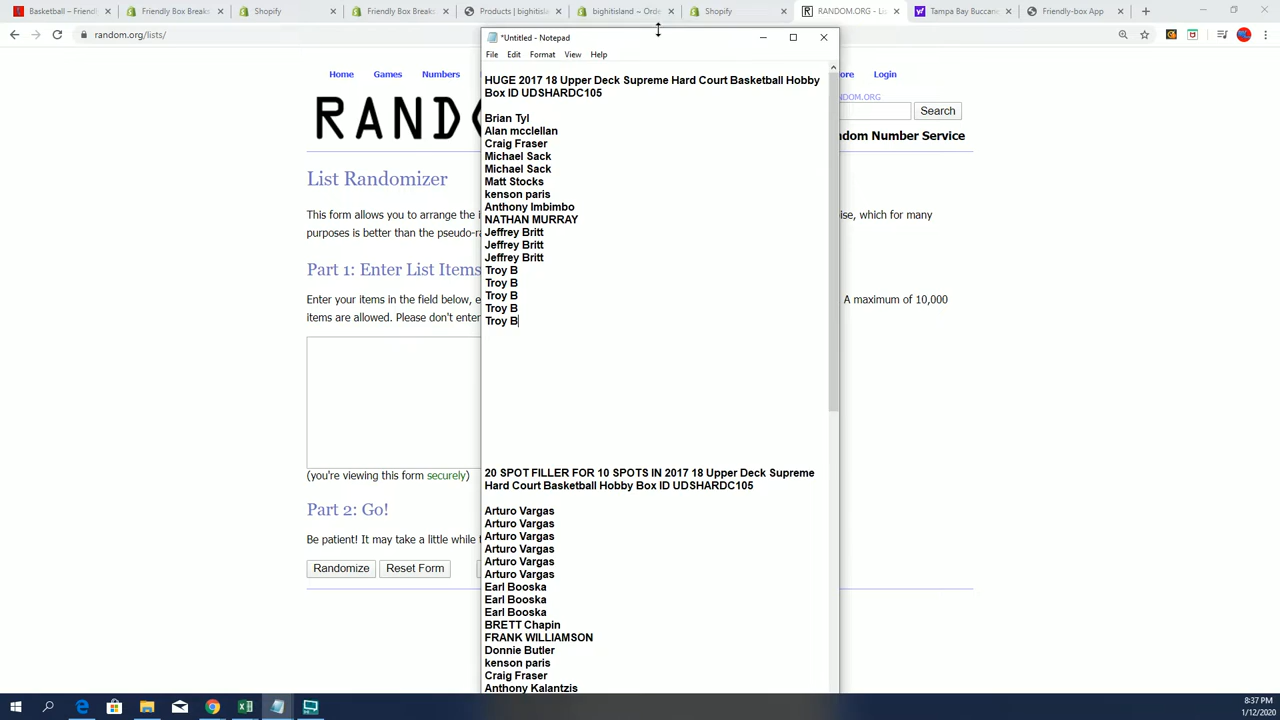 Basketball – Friend
Friendly Box Breaks
Shopify
Friendly Box Breaks
Products | bighitisla
bighitisland ~ Orde
Shopify
RANDOM.ORG - Lis
Tampa Bay Buccane
Friendly-box App
random.org/lists/
*Untitled - Notepad
File Edit Format View Help
Home Games Numbers
ore Login
RANDOM.ORG
Search
RAND
ndom Number Service
List Randomizer
This form allows you to arrange the i
oise, which for many
purposes is better than the pseudo-ra
Part 1: Enter List Items
Enter your items in the field below, e
A maximum of 10,000
items are allowed. Please don't enter
(you're viewing this form securely)
Part 2: Go!
Be patient! It may take a little while t
Randomize Reset Form
HUGE 2017 18 Upper Deck Supreme Hard Court Basketball Hobby
Box ID UDSHARDC105
Brian Tyl
Alan mcclellan
Craig Fraser
Michael Sack
Michael Sack
Matt Stocks
kenson paris
Anthony Imbimbo
NATHAN MURRAY
Jeffrey Britt
Jeffrey Britt
Jeffrey Britt
Troy B
Troy B
Troy B
Troy B
Troy B
20 SPOT FILLER FOR 10 SPOTS IN 2017 18 Upper Deck Supreme
Hard Court Basketball Hobby Box ID UDSHARDC105
Arturo Vargas
Arturo Vargas
Arturo Vargas
Arturo Vargas
Arturo Vargas
Arturo Vargas
Earl Booska
Earl Booska
Earl Booska
BRETT Chapin
FRANK WILLIAMSON
Donnie Butler
kenson paris
Craig Fraser
Anthony Kalantzis
8:37 PM
1/12/2020